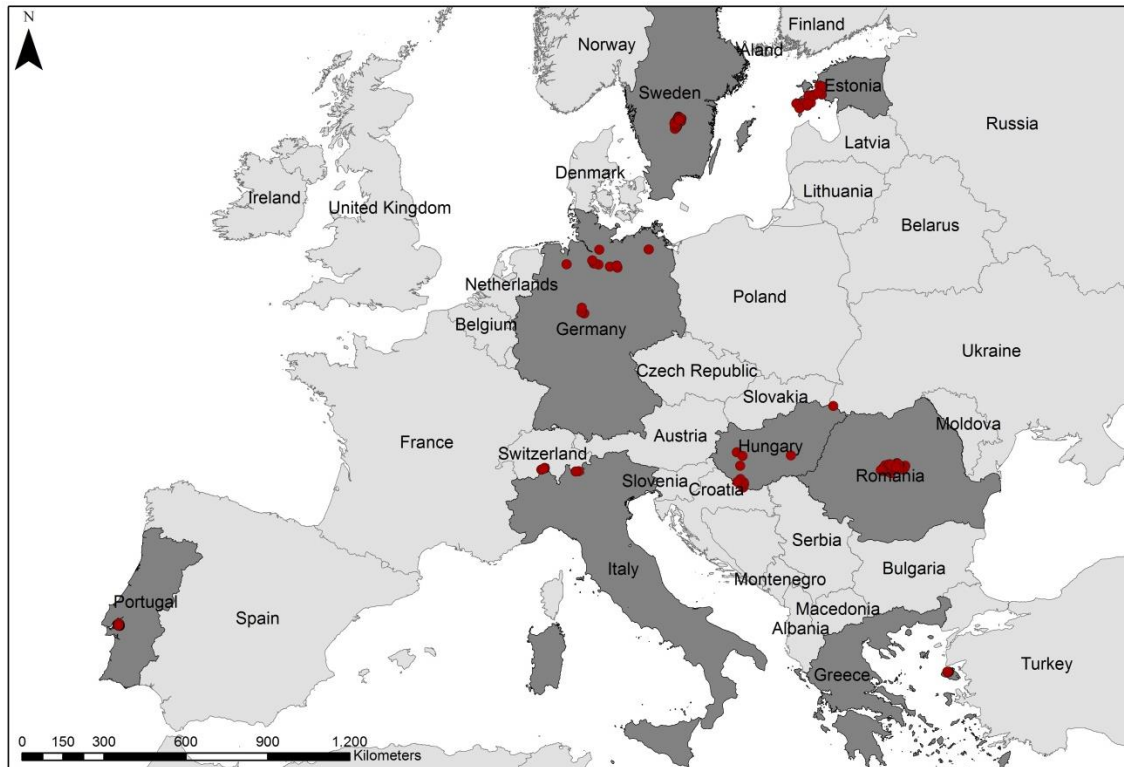 N
Finland
Norway
Åland
Sweden
Estonia
Russia
Latvia
Denmark
Lithuania
Ireland
United Kingdom
Belarus
Netherlands
Poland
Belgium
Germany
Ukraine
Czech Republic
Slovakia
Moldova
France
Austria
Hungary
Switzerland
Slovenia
Croatia
Romania
Serbia
Italy
Bulgaria
Montenegro
Portugal
Spain
Macedonia
Albania
Turkey
Greece
0 150 300 600 900 1,200
Kilometers